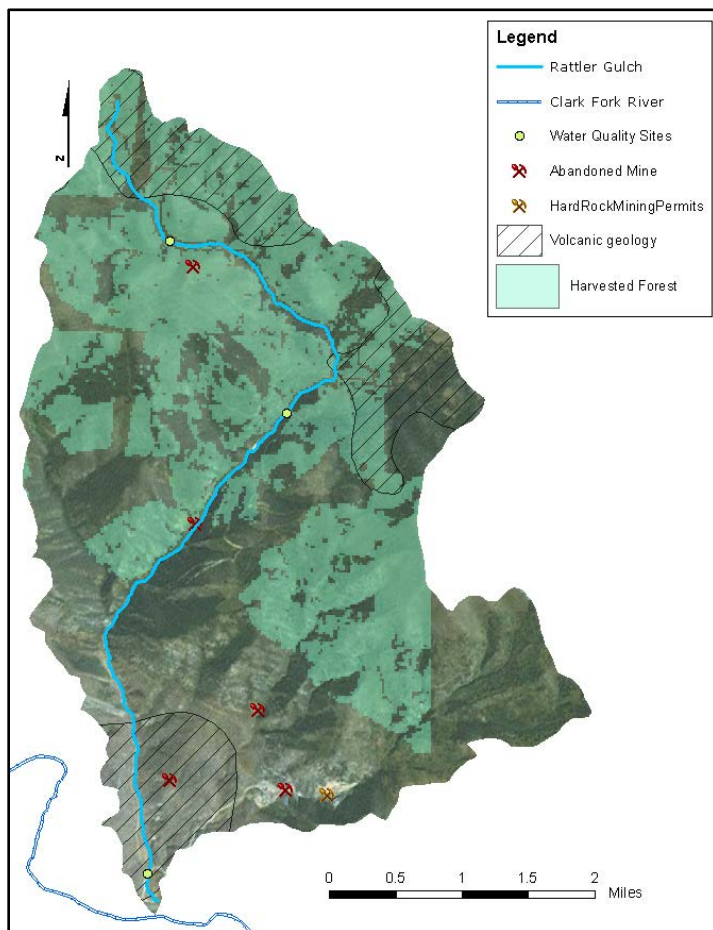 Legend
Rattler Gulch
Clark Fork River
Water Quality Sites
Abandoned Mine
HardRockMiningPermits
Volcanic geology
Harvested Forest
N
0 0.5 1 1.5 2
Miles